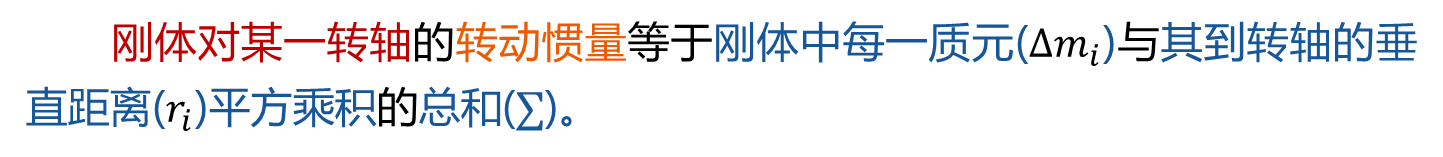 刚体对某一转轴的转动惯量等于刚体中每一质元(Δmᵢ)与其到转轴的垂
直距离(rᵢ)平方乘积的总和(∑)。